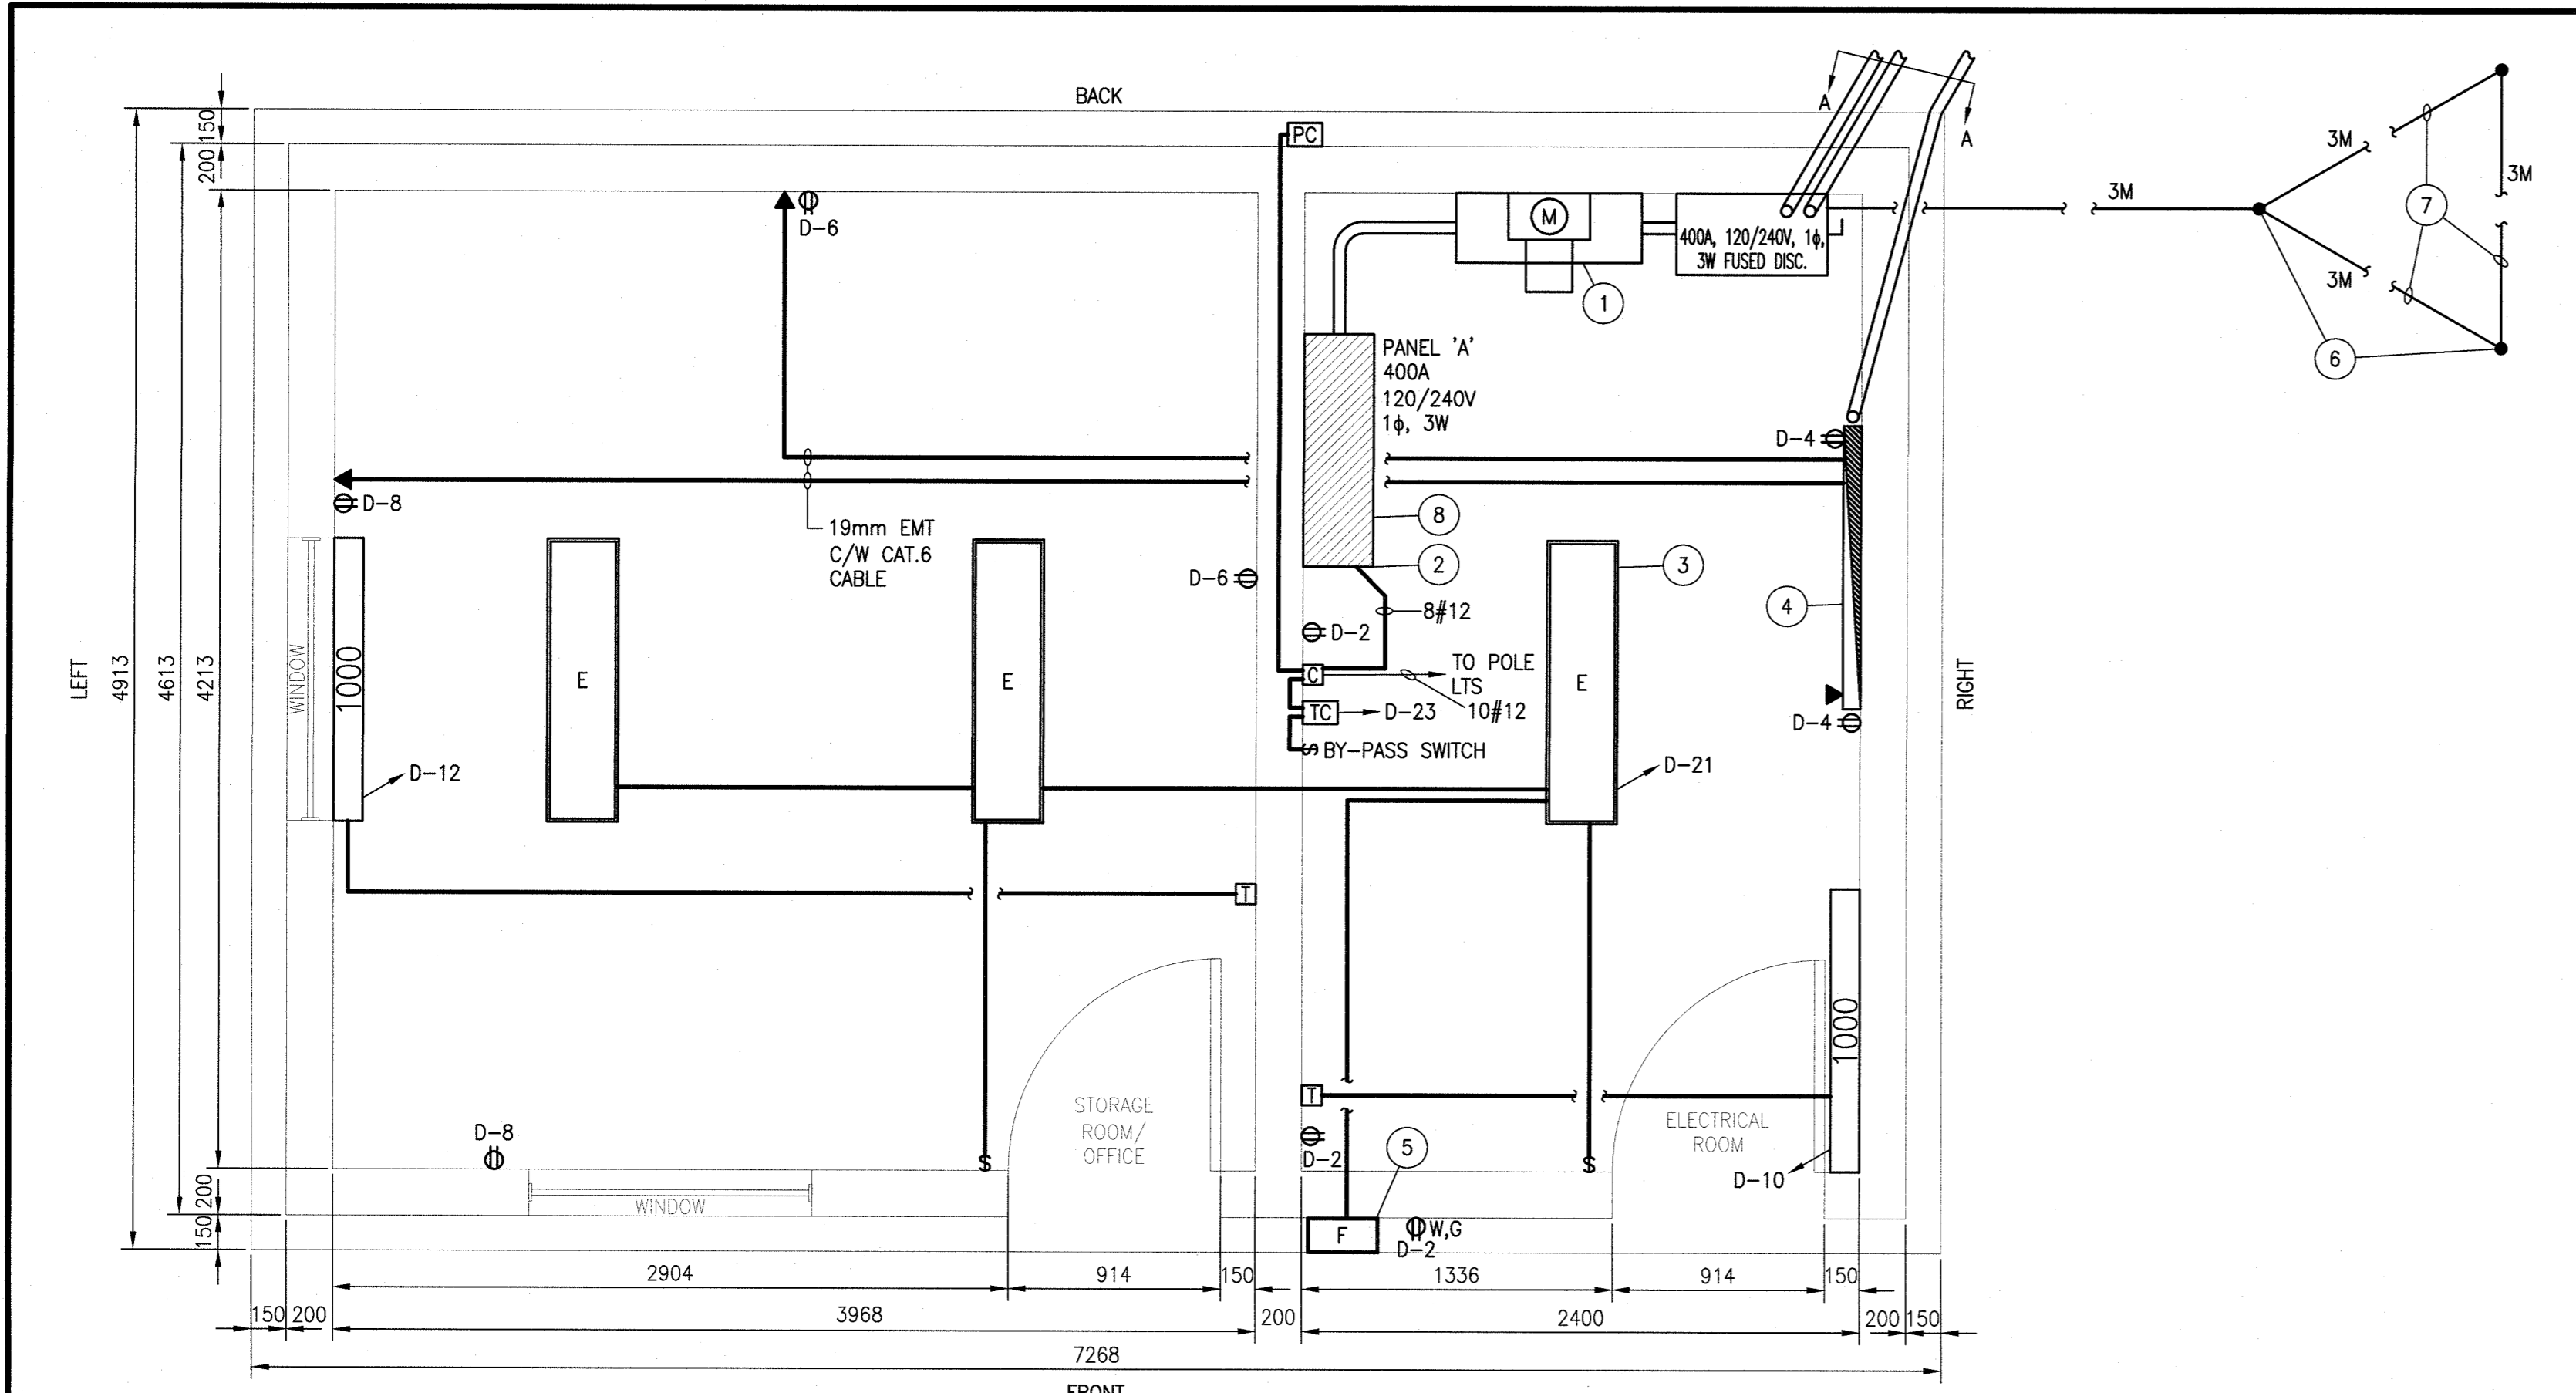 BACK
PC
A
A
3M
3M
3M
3M
7
6
D-6
M
400A, 120/240V, 1ϕ,
3W FUSED DISC.
1
PANEL 'A'
400A
120/240V
1ϕ, 3W
D-4
D-8
19mm EMT
C/W CAT.6
CABLE
8
2
3
4
D-6
8#12
D-2
C
TO POLE
LTS
10#12
TC
D-23
S
BY-PASS SWITCH
D-4
LEFT
4913
4613
4213
150
200
WINDOW
1000
E
E
E
RIGHT
D-12
D-21
T
T
1000
STORAGE
ROOM/
OFFICE
ELECTRICAL
ROOM
D-8
S
S
D-2
5
D-10
WINDOW
F
W,G
D-2
200
150
2904
914
150
1336
914
150
150
200
3968
200
2400
200
150
7268
FRONT